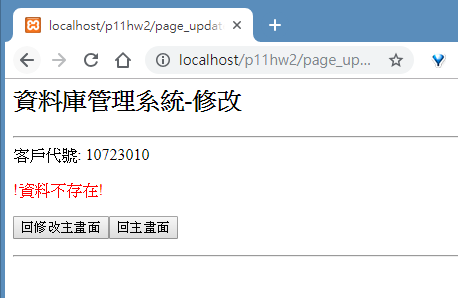 localhost/p11hw2/page_updat
localhost/p11hw2/page_up...
資料庫管理系統-修改
客戶代號: 10723010
!資料不存在!
回修改主畫面 回主畫面